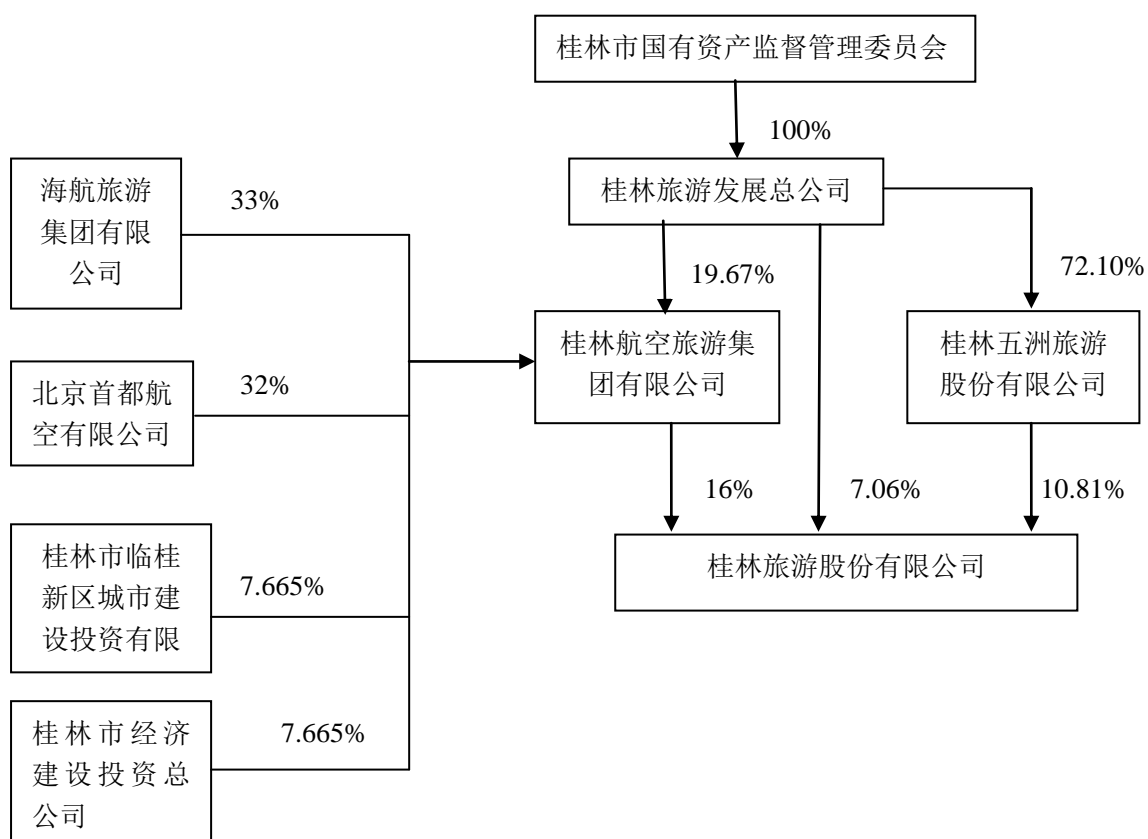 桂林市国有资产监督管理委员会
100%
桂林旅游发展总公司
海航旅游
集团有限
公司
33%
19.67%
72.10%
桂林航空旅游集
团有限公司
桂林五洲旅游
股份有限公司
北京首都航
空有限公司
32%
16%
7.06%
10.81%
桂林市临桂
新区城市建
设投资有限
7.665%
桂林旅游股份有限公司
桂林市经济
建设投资总
公司
7.665%